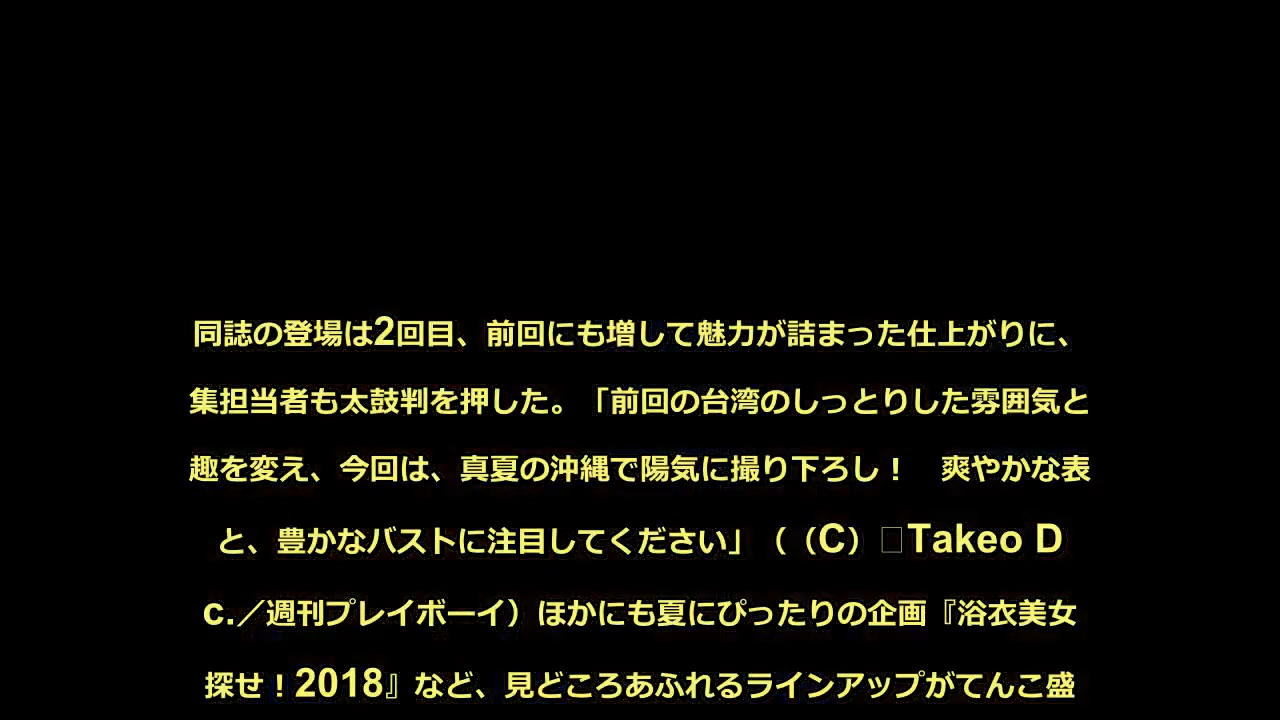 同誌の登場は2回目、前回にも増して魅力が詰まった仕上がりに、
集担当者も太鼓判を押した。「前回の台湾のしっとりした雰囲気と
趣を変え、今回は、真夏の沖縄で陽気に撮り下ろし！　爽やかな表
と、豊かなバストに注目してください」（（C）□Takeo D
c.／週刊プレイボーイ）ほかにも夏にぴったりの企画『浴衣美女
探せ！2018』など、見どころあふれるラインアップがてんこ盛